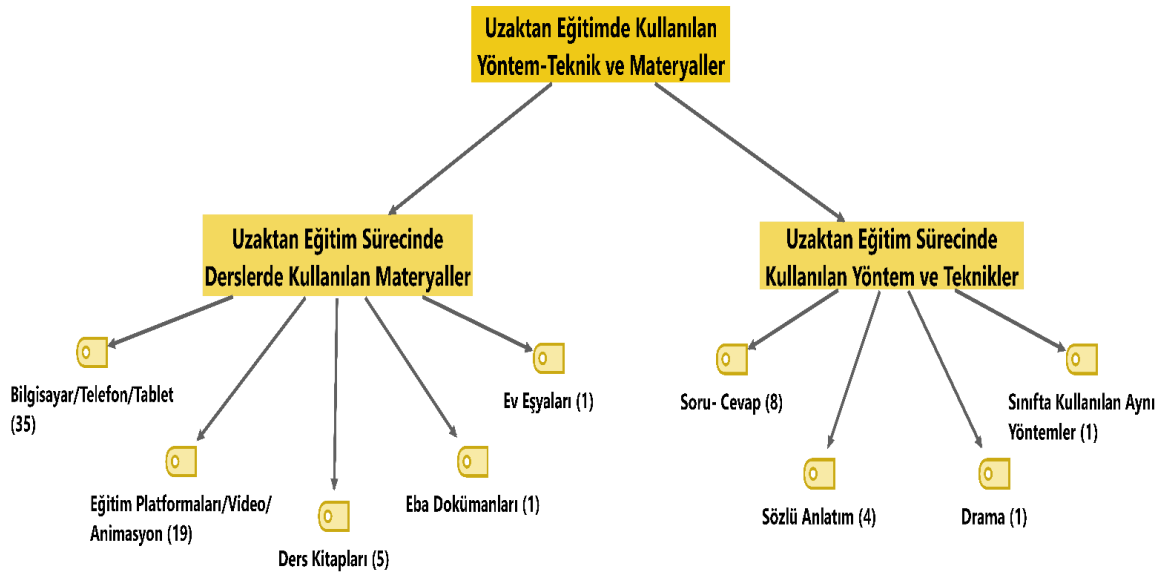 Uzaktan Eğitimde Kullanılan
Yöntem-Teknik ve Materyaller
Uzaktan Eğitim Sürecinde
Derslerde Kullanılan Materyaller
Uzaktan Eğitim Sürecinde
Kullanılan Yöntem ve Teknikler
Bilgisayar/Telefon/Tablet
(35)
Eğitim Platformaları/Video/
Animasyon (19)
Ders Kitapları (5)
Eba Dokümanları (1)
Ev Eşyaları (1)
Soru- Cevap (8)
Sözlü Anlatım (4)
Drama (1)
Sınıfta Kullanılan Aynı
Yöntemler (1)